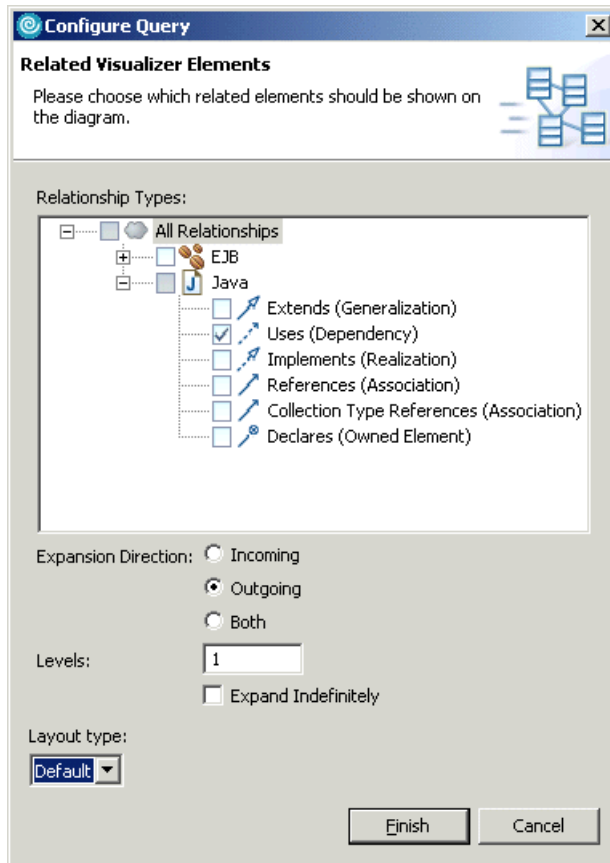 Configure Query
Related Visualizer Elements
Please choose which related elements should be shown on
the diagram.
Relationship Types:
All Relationships
EJB
Java
Extends (Generalization)
Uses (Dependency)
Implements (Realization)
References (Association)
Collection Type References (Association)
Declares (Owned Element)
Expansion Direction: Incoming
Outgoing
Both
Levels: 1
Expand Indefinitely
Layout type:
Default
Finish Cancel